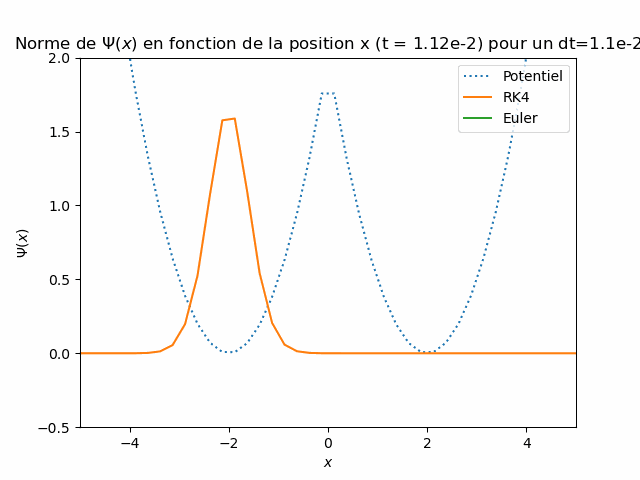 Norme de Ψ(x) en fonction de la position x (t = 1.12e-2) pour un dt=1.1e-2
2.0
1.5
1.0
0.5
0.0
−0.5
Ψ(x)
Potentiel
RK4
Euler
−4
−2
0
2
4
x